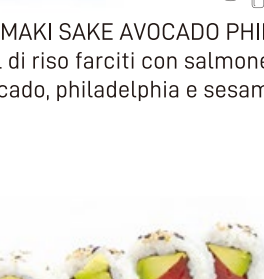 MAKI SAKE AVOCADO PHI
di riso farciti con salmone
cado, philadelphia e sesam